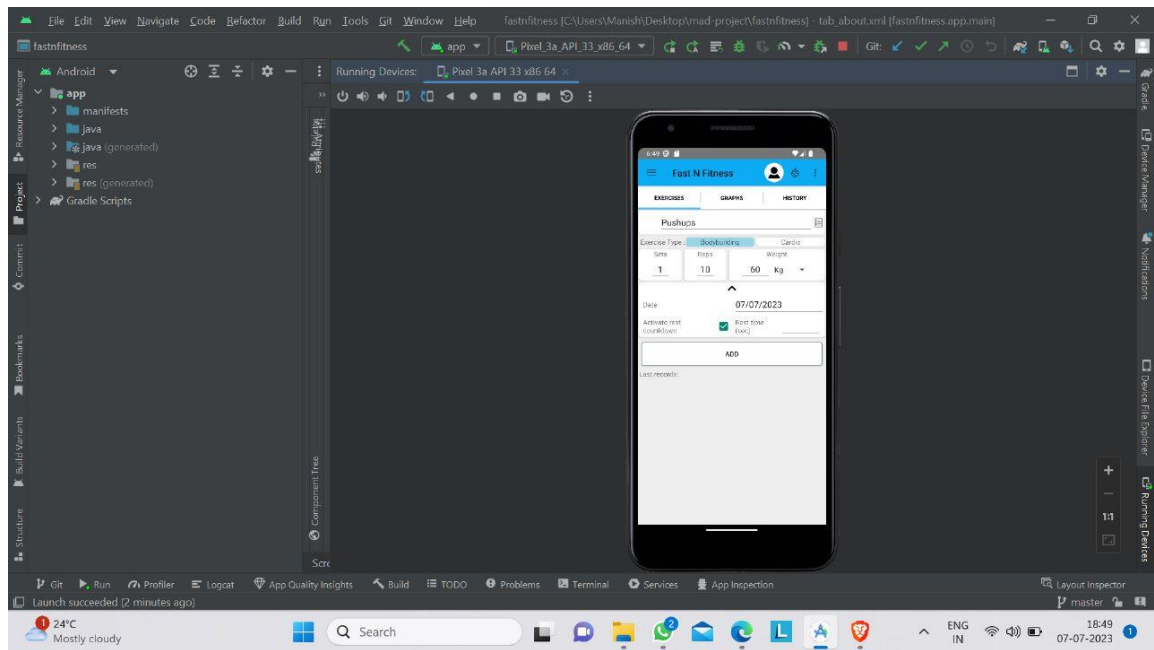 File Edit View Navigate Code Refactor Build Run Tools Git Window Help fastnfitness [C:\Users\Manish\Desktop\mad-project\fastnfitness] - tab_about.xml [fastnfitness.app.main]
fastnfitness
app Pixel_3a_API_33_x86_64 Git:
Android
Running Devices: Pixel 3a API 33 x86 64
app
manifests
java
java (generated)
res
res (generated)
Gradle Scripts
Resource Manager
Project
Commit
Bookmarks
Build Variants
Structure
Component Tree
6:49
Fast N Fitness
EXERCISES GRAPHS HISTORY
Pushups
Exercise Type : Bodybuilding Cardio
Sets Reps Weight
1 10 60 Kg
Date 07/07/2023
Activate rest countdown Rest time (sec)
ADD
Last records:
Gradle
Device Manager
Notifications
Device File Explorer
Running Devices
1:1
Git Run Profiler Logcat App Quality Insights Build TODO Problems Terminal Services App Inspection Layout Inspector
Launch succeeded (2 minutes ago) master
1 24°C
Mostly cloudy
Search
2
L
ENG
IN
18:49
07-07-2023
1